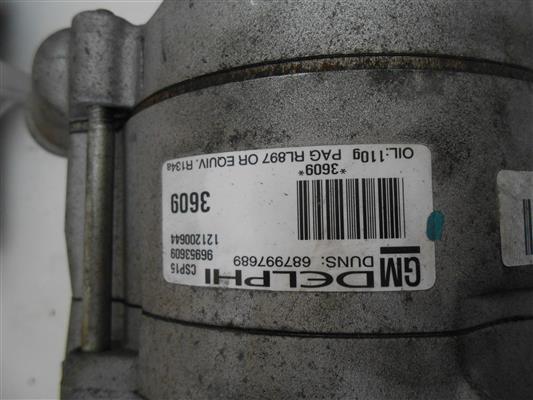 GM DELPHI
DUNS: 687997689
CSP15
96953609
121200644
3609
*3609*
OIL:110g PAG RL897 OR EQUIV. R134a